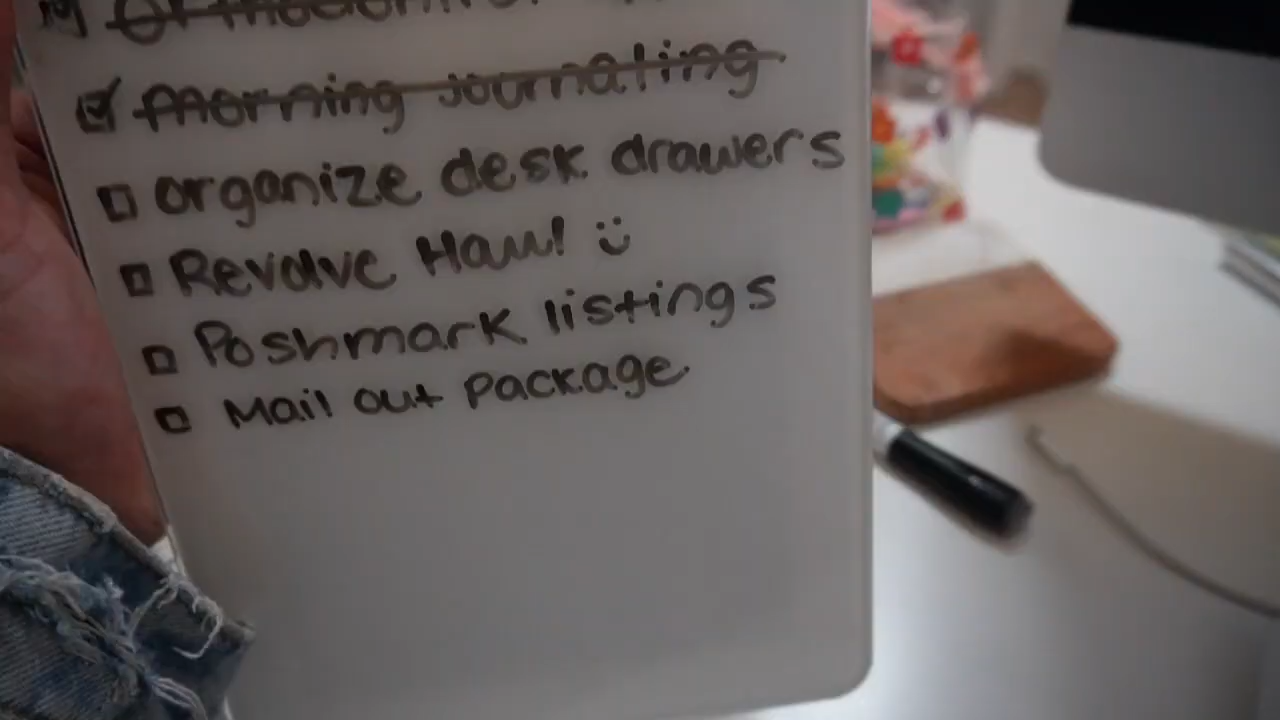 morning journaling
organize desk drawers
Revolve Haul :)
Poshmark listings
Mail out package